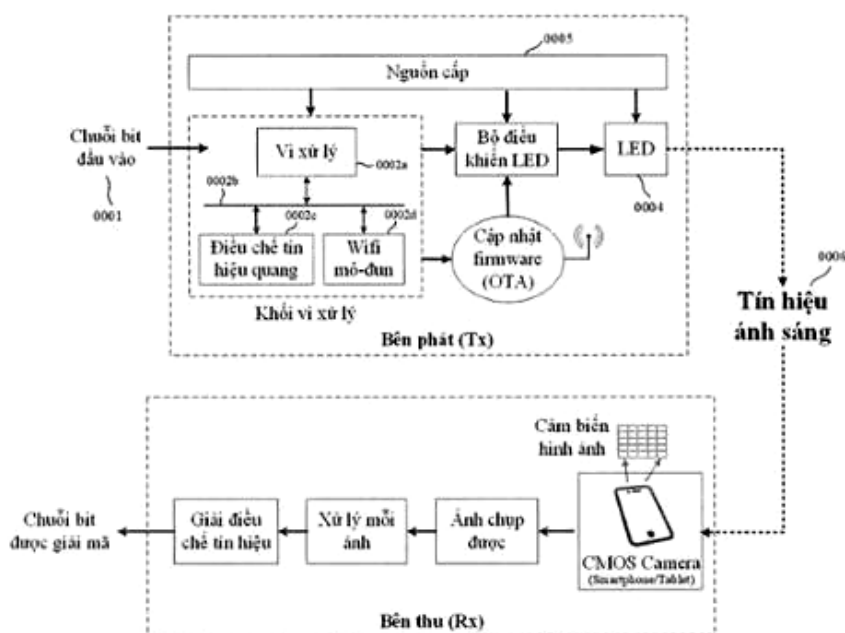 0005
Nguồn cấp
Chuỗi bit
đầu vào
0001
Vi xử lý
0002a
0002b
0002c
0002d
Điều chế tín
hiệu quang
Wifi
mô-đun
Khối vi xử lý
Bộ điều
khiển LED
LED
0004
Cập nhật
firmware
(OTA)
Bên phát (Tx)
0006
Tín hiệu
ánh sáng
Cảm biến
hình ảnh
Chuỗi bit
được giải mã
Giải điều
chế tín hiệu
Xử lý mỗi
ảnh
Ảnh chụp
được
CMOS Camera
(Smartphone/Tablet)
Bên thu (Rx)